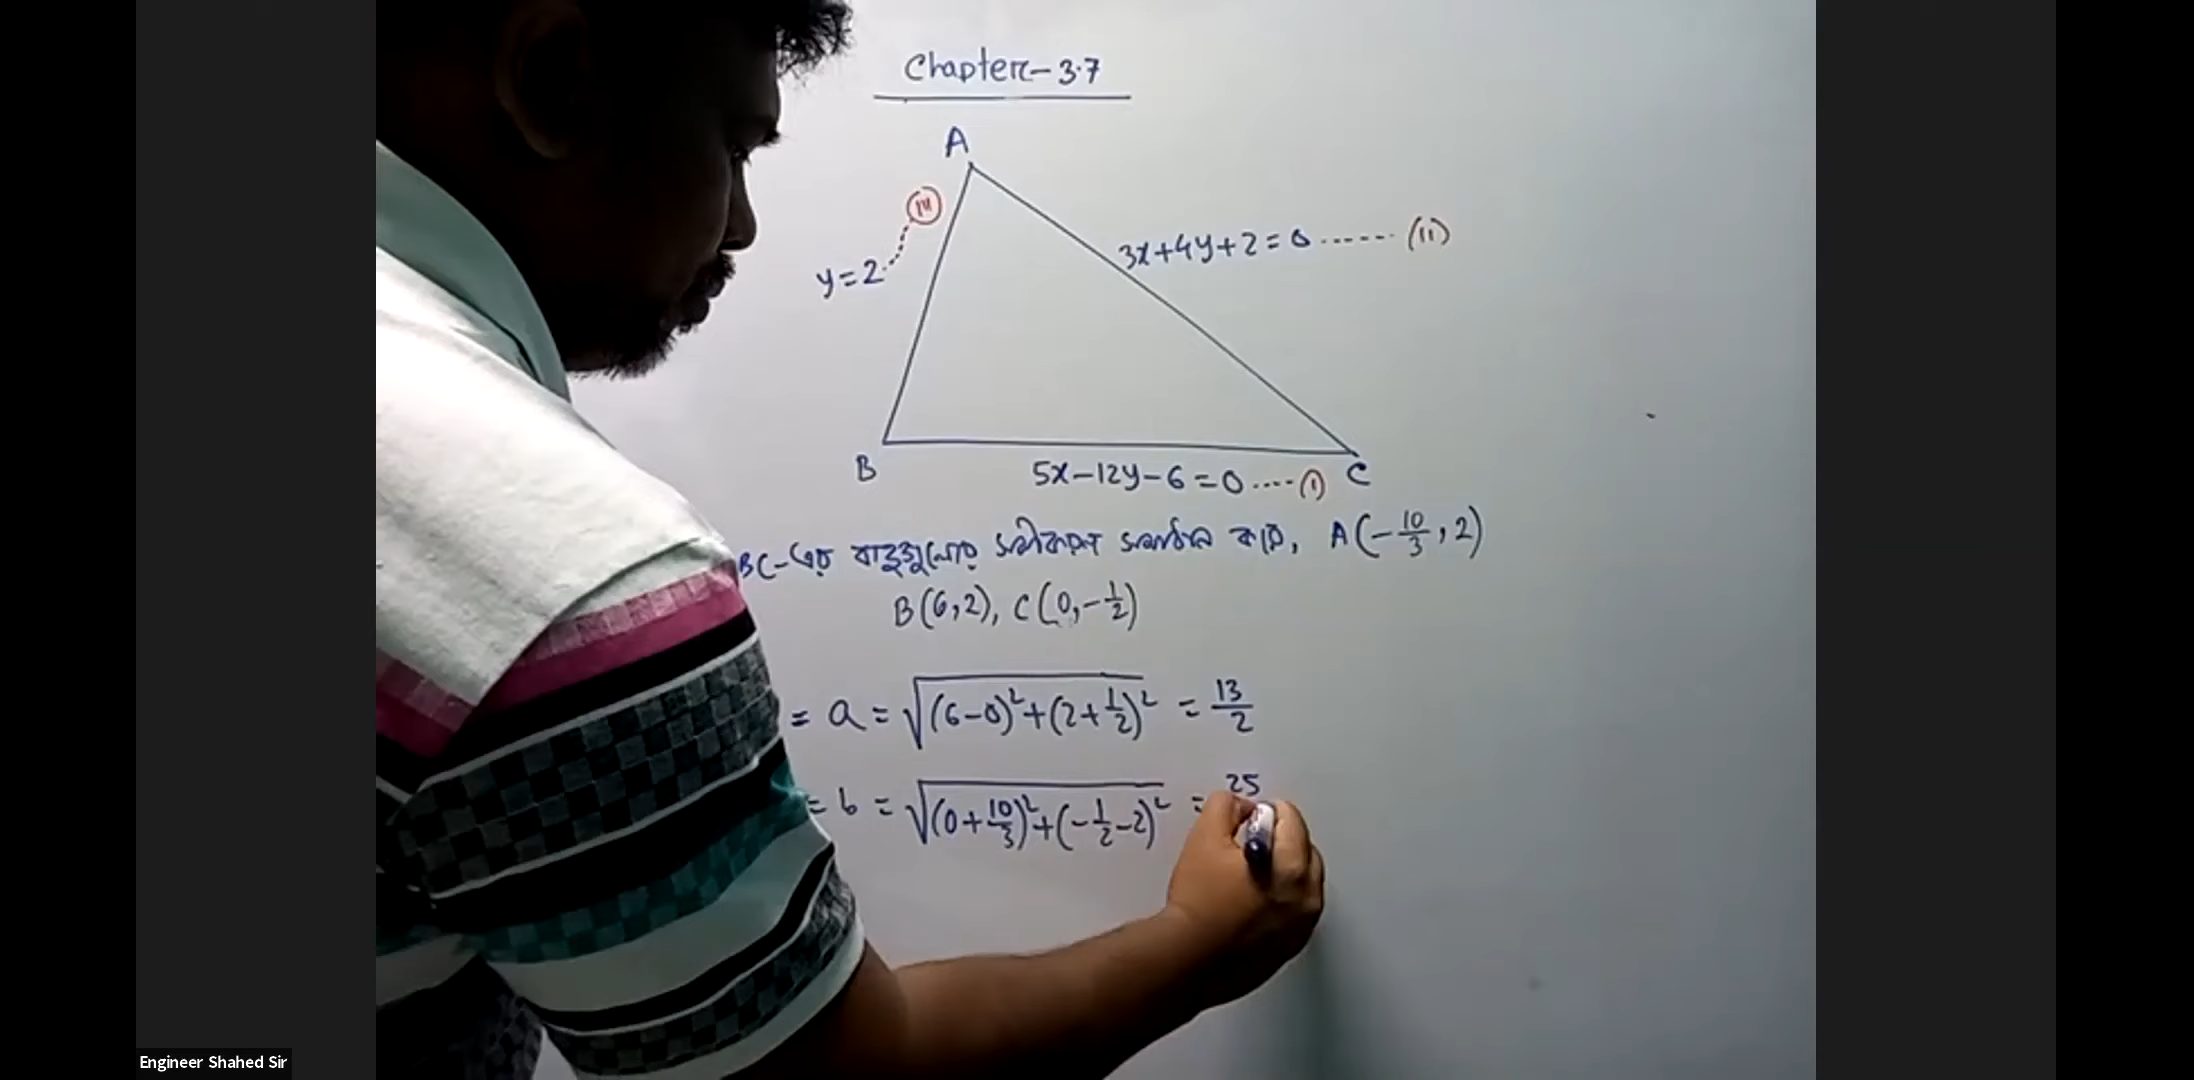 Chapter-3.7
A
(III)
3x+4y+2=0 ...... (II)
y=2
B
5x-12y-6=0 .... (I) C
BC-এর বাহুগুলোর সমীকরণ সমাধান করে, A(-10/3, 2)
B(6,2), C(0,-1/2)
= a = √(6-0)²+(2+1/2)² = 13/2
= b = √(0+10/3)²+(-1/2-2)² = 25
Engineer Shahed Sir